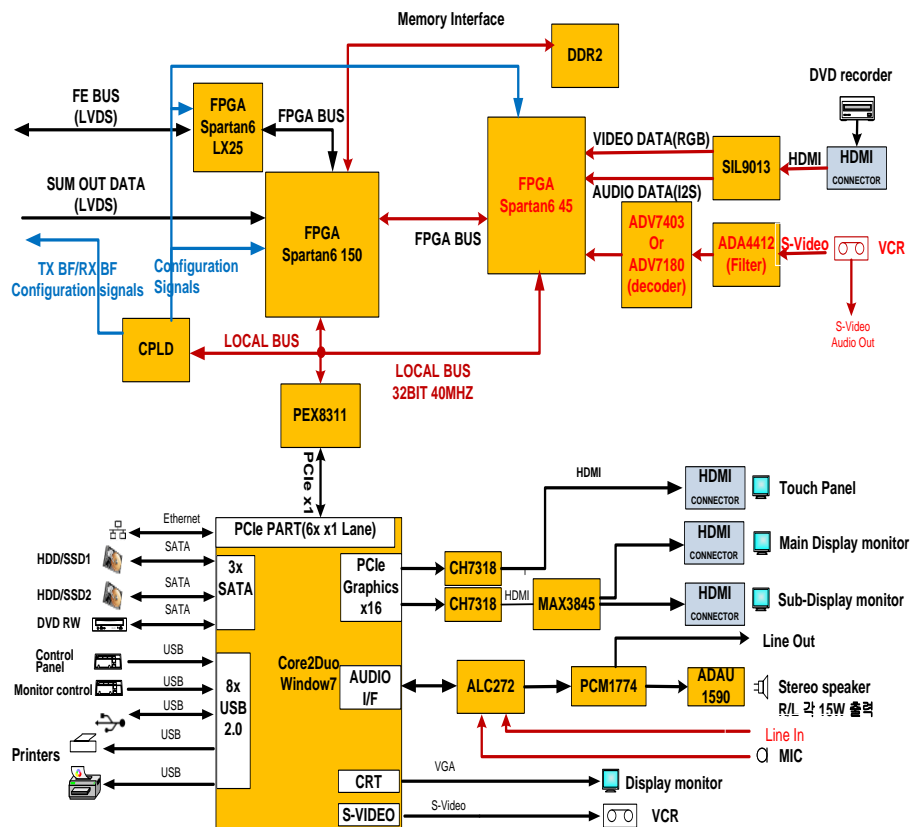 Memory Interface
DDR2
DVD recorder
FE BUS
(LVDS)
FPGA
Spartan6
LX25
FPGA BUS
VIDEO DATA(RGB)
SIL9013
HDMI
HDMI
CONNECTOR
SUM OUT DATA
(LVDS)
FPGA
Spartan6 150
FPGA BUS
FPGA
Spartan6 45
AUDIO DATA(I2S)
ADV7403
Or
ADV7180
(decoder)
ADA4412
(Filter)
S-Video
VCR
TX BF/RX BF
Configuration signals
Configuration
Signals
S-Video
Audio Out
CPLD
LOCAL BUS
LOCAL BUS
32BIT 40MHZ
PEX8311
PCIe x1
HDMI
HDMI
CONNECTOR
Touch Panel
Ethernet
PCIe PART(6x x1 Lane)
HDD/SSD1
SATA
3x
SATA
PCIe
Graphics
x16
CH7318
HDMI
CONNECTOR
Main Display monitor
HDD/SSD2
SATA
CH7318
HDMI
MAX3845
HDMI
CONNECTOR
Sub-Display monitor
DVD RW
SATA
Line Out
Control
Panel
USB
Core2Duo
Window7
Monitor control
USB
8x
USB
2.0
AUDIO
I/F
ALC272
PCM1774
ADAU
1590
Stereo speaker
R/L 각 15W 출력
USB
Line In
Printers
USB
MIC
USB
CRT
VGA
Display monitor
S-VIDEO
S-Video
VCR